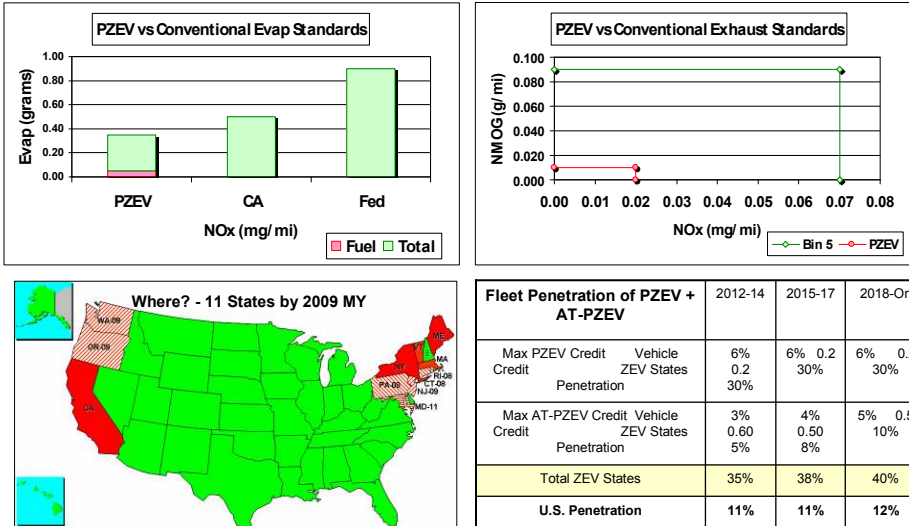 PZEV vs Conventional Evap Standards
Evap (grams)
1.00
0.80
0.60
0.40
0.20
0.00
PZEV CA Fed
NOx (mg/mi)
Fuel Total
PZEV vs Conventional Exhaust Standards
NMOG (g/mi)
0.100
0.080
0.060
0.040
0.020
0.000
0.00 0.01 0.02 0.03 0.04 0.05 0.06 0.07 0.08
NOx (mg/mi)
Bin 5 PZEV
Where? - 11 States by 2009 MY
WA-09
OR-09
CA
ME
VT
NY
MA
RI-08
CT-08
PA-08
NJ-09
MD-11
Fleet Penetration of PZEV + 2012-14 2015-17 2018-On
AT-PZEV
Max PZEV Credit Vehicle 6% 6% 0.2 6%
Credit ZEV States 0.2 30% 30%
Penetration 30%
Max AT-PZEV Credit Vehicle 3% 4% 5%
Credit ZEV States 0.60 0.50 10%
Penetration 5% 8%
Total ZEV States 35% 38% 40%
U.S. Penetration 11% 11% 12%